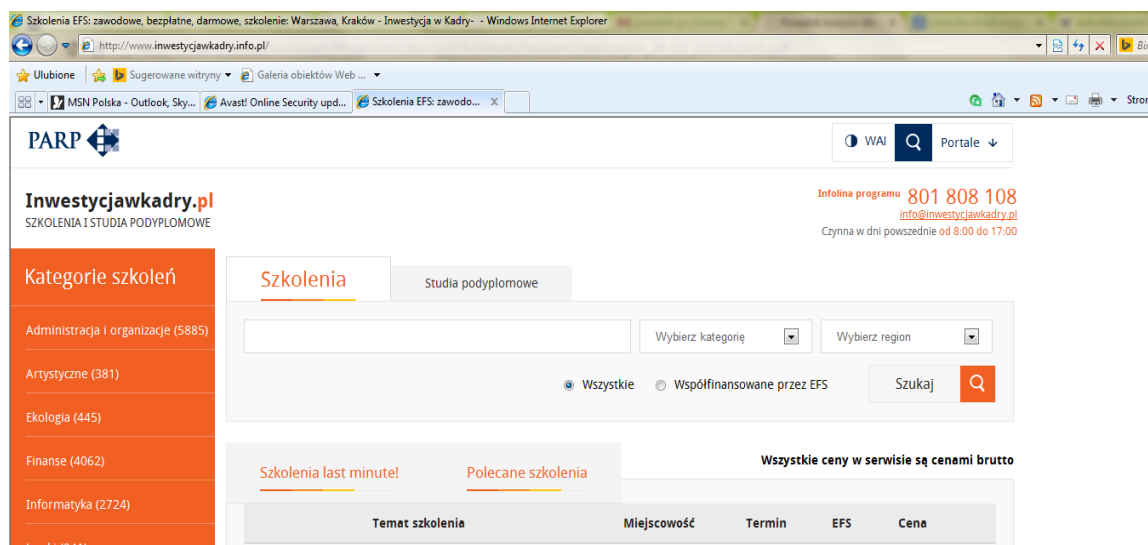 Szkolenia EFS: zawodowe, bezpłatne, darmowe, szkolenie: Warszawa, Kraków - Inwestycja w Kadry- - Windows Internet Explorer
http://www.inwestycjawkadry.info.pl/
Ulubione
Sugerowane witryny
Galeria obiektów Web ...
MSN Polska - Outlook, Sky...
Avast! Online Security upd...
Szkolenia EFS: zawodo...
X
PARP
WAI
Portale
Inwestycjawkadry.pl
SZKOLENIA I STUDIA PODYPLOMOWE
Infolina programu 801 808 108
info@inwestycjawkadry.pl
Czynna w dni powszednie od 8:00 do 17:00
Kategorie szkoleń
Administracja i organizacje (5885)
Artystyczne (381)
Ekologia (445)
Finanse (4062)
Informatyka (2724)
Szkolenia
Studia podyplomowe
Wybierz kategorię
Wybierz region
Wszystkie
Współfinansowane przez EFS
Szukaj
Szkolenia last minute!
Polecane szkolenia
Wszystkie ceny w serwisie są cenami brutto
Temat szkolenia
Miejscowość
Termin
EFS
Cena